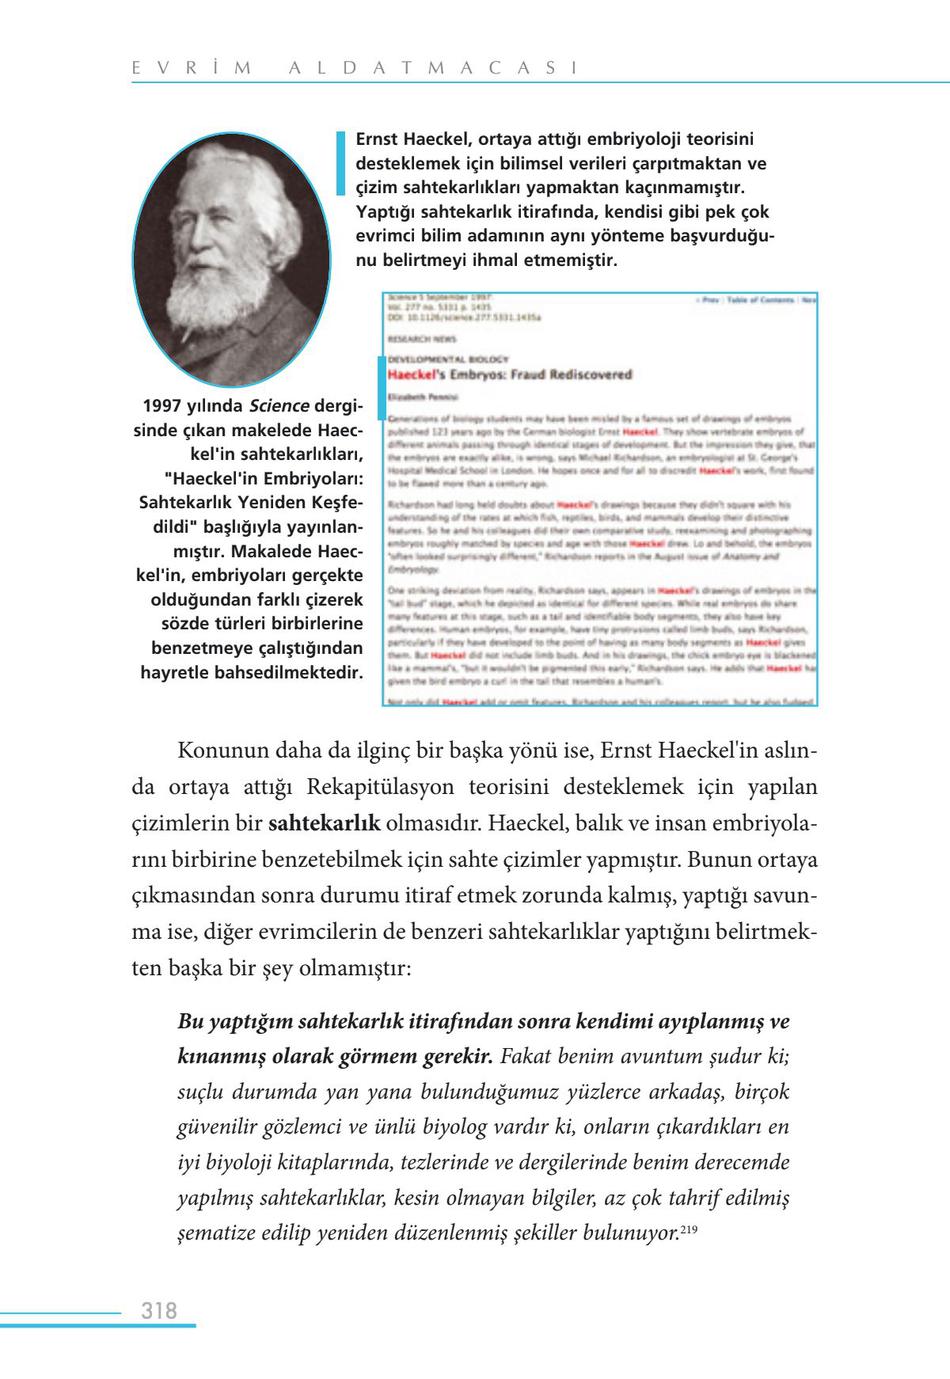 EVRİM ALDATMACASI
Ernst Haeckel, ortaya attığı embriyoloji teorisini
desteklemek için bilimsel verileri çarpıtmaktan ve
çizim sahtekarlıkları yapmaktan kaçınmamıştır.
Yaptığı sahtekarlık itirafında, kendisi gibi pek çok
evrimci bilim adamının aynı yönteme başvurduğu-
nu belirtmeyi ihmal etmemiştir.
Science 5 September 1997:
Vol. 277 no. 5331 p. 1435
DOI: 10.1126/science.277.5331.1435a
Prev | Table of Contents | Nex
RESEARCH NEWS
DEVELOPMENTAL BIOLOGY
Haeckel's Embryos: Fraud Rediscovered
Elizabeth Pennisi
Generations of biology students may have been misled by a famous set of drawings of embryos
published 123 years ago by the German biologist Ernst Haeckel. They show vertebrate embryos of
different animals passing through identical stages of development. But the impression they give, that
the embryos are exactly alike, is wrong, says Michael Richardson, an embryologist at St. George's
Hospital Medical School in London. He hopes once and for all to discredit Haeckel's work, first found
to be flawed more than a century ago.
Richardson had long held doubts about Haeckel's drawings because they didn't square with his
understanding of the rates at which fish, reptiles, birds, and mammals develop their distinctive
features. So he and his colleagues did their own comparative study, reexamining and photographing
embryos roughly matched by species and age with those Haeckel drew. Lo and behold, the embryos
"often looked surprisingly different," Richardson reports in the August issue of Anatomy and
Embryology.
One striking deviation from reality, Richardson says, appears in Haeckel's drawings of embryos in the
"tail bud" stage, which he depicted as identical for different species. While real embryos do share
many features at this stage, such as a tail and identifiable body segments, they also have key
differences. Human embryos, for example, have tiny protrusions called limb buds, says Richardson,
particularly if they have developed to the point of having as many body segments as Haeckel gives
them. But Haeckel did not include limb buds. And in his drawings, the chick embryo eye is blackened
like a mammal's, "but it wouldn't be pigmented this early," Richardson says. He adds that Haeckel ha
given the bird embryo a curl in the tail that resembles a human's.
Not only did Haeckel add or omit features, Richardson and his colleagues report, but he also fudged
1997 yılında Science dergi-
sinde çıkan makelede Haec-
kel'in sahtekarlıkları,
"Haeckel'in Embriyoları:
Sahtekarlık Yeniden Keşfe-
dildi" başlığıyla yayınlan-
mıştır. Makalede Haec-
kel'in, embriyoları gerçekte
olduğundan farklı çizerek
sözde türleri birbirlerine
benzetmeye çalıştığından
hayretle bahsedilmektedir.
Konunun daha da ilginç bir başka yönü ise, Ernst Haeckel'in aslın-
da ortaya attığı Rekapitülasyon teorisini desteklemek için yapılan
çizimlerin bir sahtekarlık olmasıdır. Haeckel, balık ve insan embriyola-
rını birbirine benzetebilmek için sahte çizimler yapmıştır. Bunun ortaya
çıkmasından sonra durumu itiraf etmek zorunda kalmış, yaptığı savun-
ma ise, diğer evrimcilerin de benzeri sahtekarlıklar yaptığını belirtmek-
ten başka bir şey olmamıştır:
Bu yaptığım sahtekarlık itirafından sonra kendimi ayıplanmış ve
kınanmış olarak görmem gerekir. Fakat benim avuntum şudur ki;
suçlu durumda yan yana bulunduğumuz yüzlerce arkadaş, birçok
güvenilir gözlemci ve ünlü biyolog vardır ki, onların çıkardıkları en
iyi biyoloji kitaplarında, tezlerinde ve dergilerinde benim derecemde
yapılmış sahtekarlıklar, kesin olmayan bilgiler, az çok tahrif edilmiş
şematize edilip yeniden düzenlenmiş şekiller bulunuyor.219
318